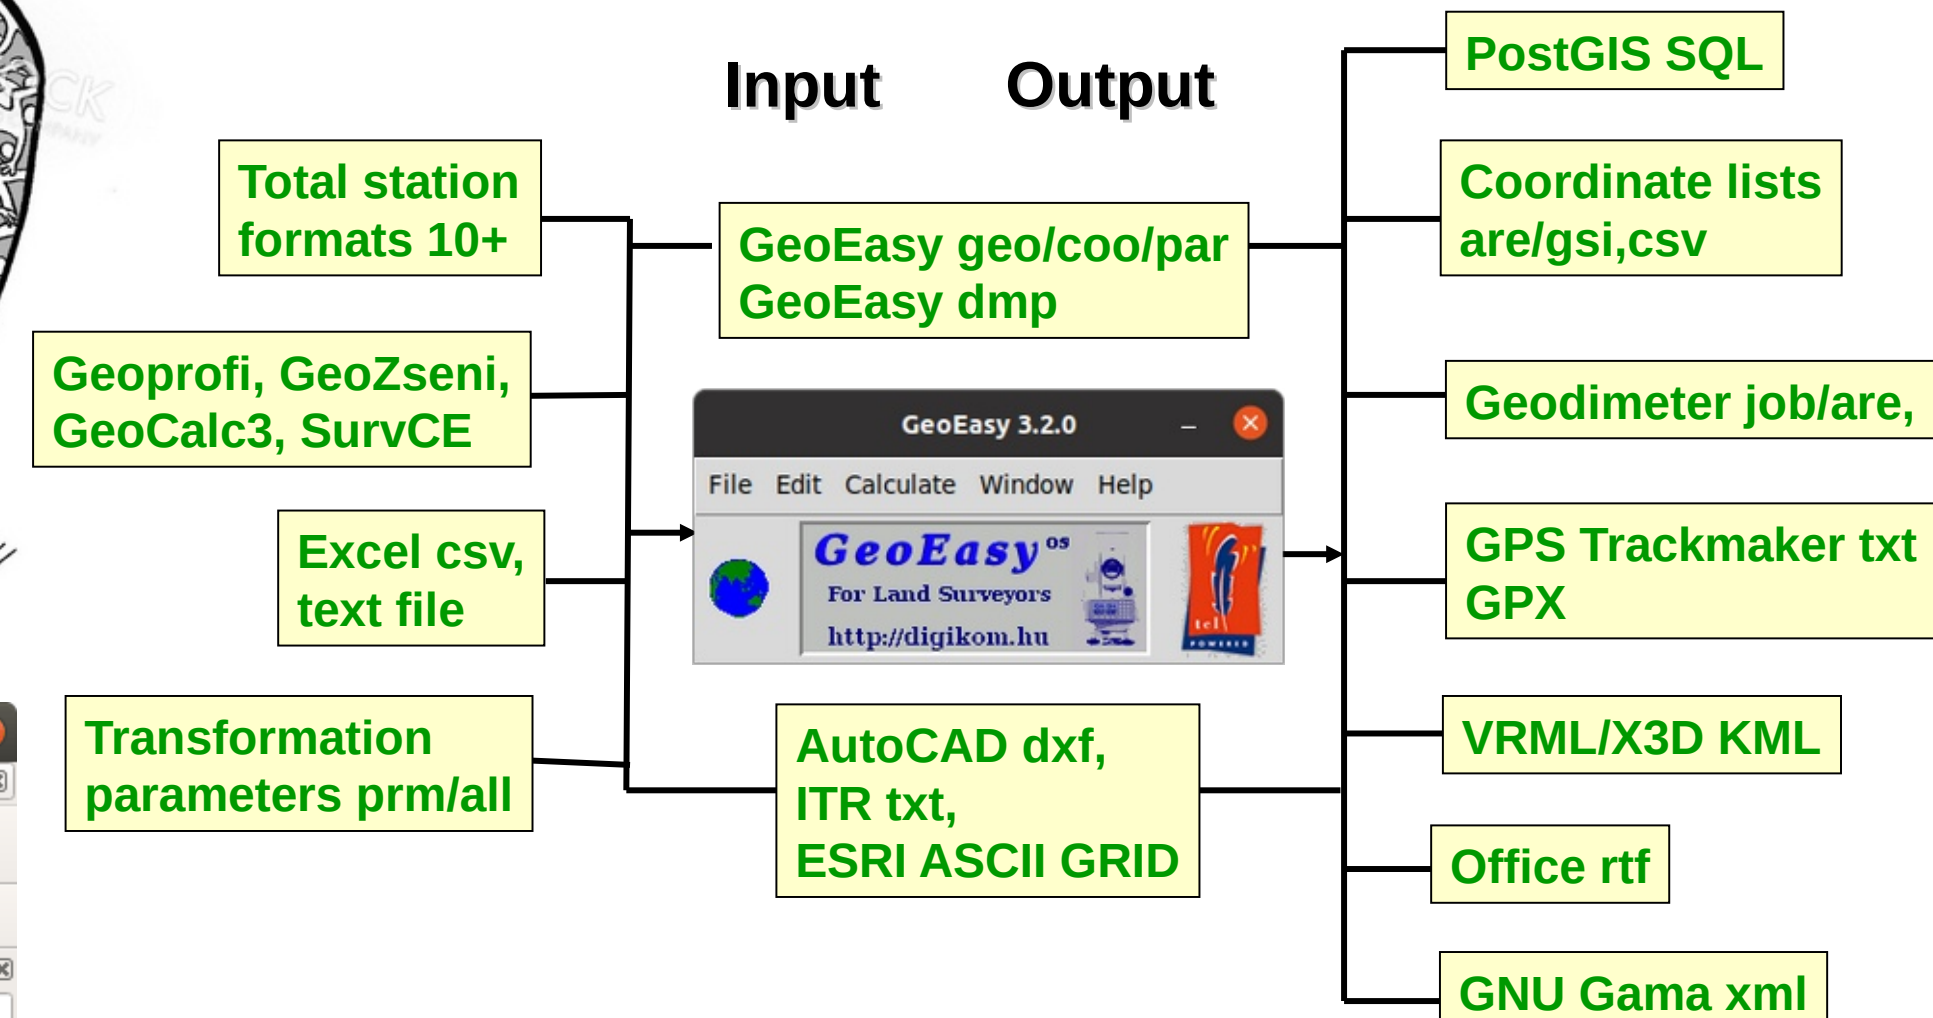 Input
Output
PostGIS SQL
Total station
formats 10+
GeoEasy geo/coo/par
GeoEasy dmp
Coordinate lists
are/gsi,csv
Geoprofi, GeoZseni,
GeoCalc3, SurvCE
GeoEasy 3.2.0
File Edit Calculate Window Help
GeoEasy os
For Land Surveyors
http://digikom.hu
tcl
POWERED
Geodimeter job/are,
Excel csv,
text file
GPS Trackmaker txt
GPX
Transformation
parameters prm/all
AutoCAD dxf,
ITR txt,
ESRI ASCII GRID
VRML/X3D KML
Office rtf
GNU Gama xml